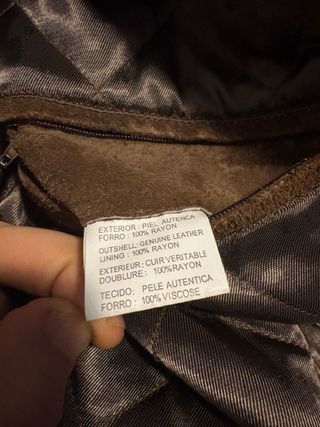 EXTERIOR : PIEL AUTENCA
FORRO : 100% RAYON
OUTSHELL: GENUINE LEATHER
LINING : 100% RAYON
EXTERIEUR : CUIR VERITABLE
DOUBLURE : 100%RAYON
TECIDO: PELE AUTENTICA
FORRO : 100%VISCOSE